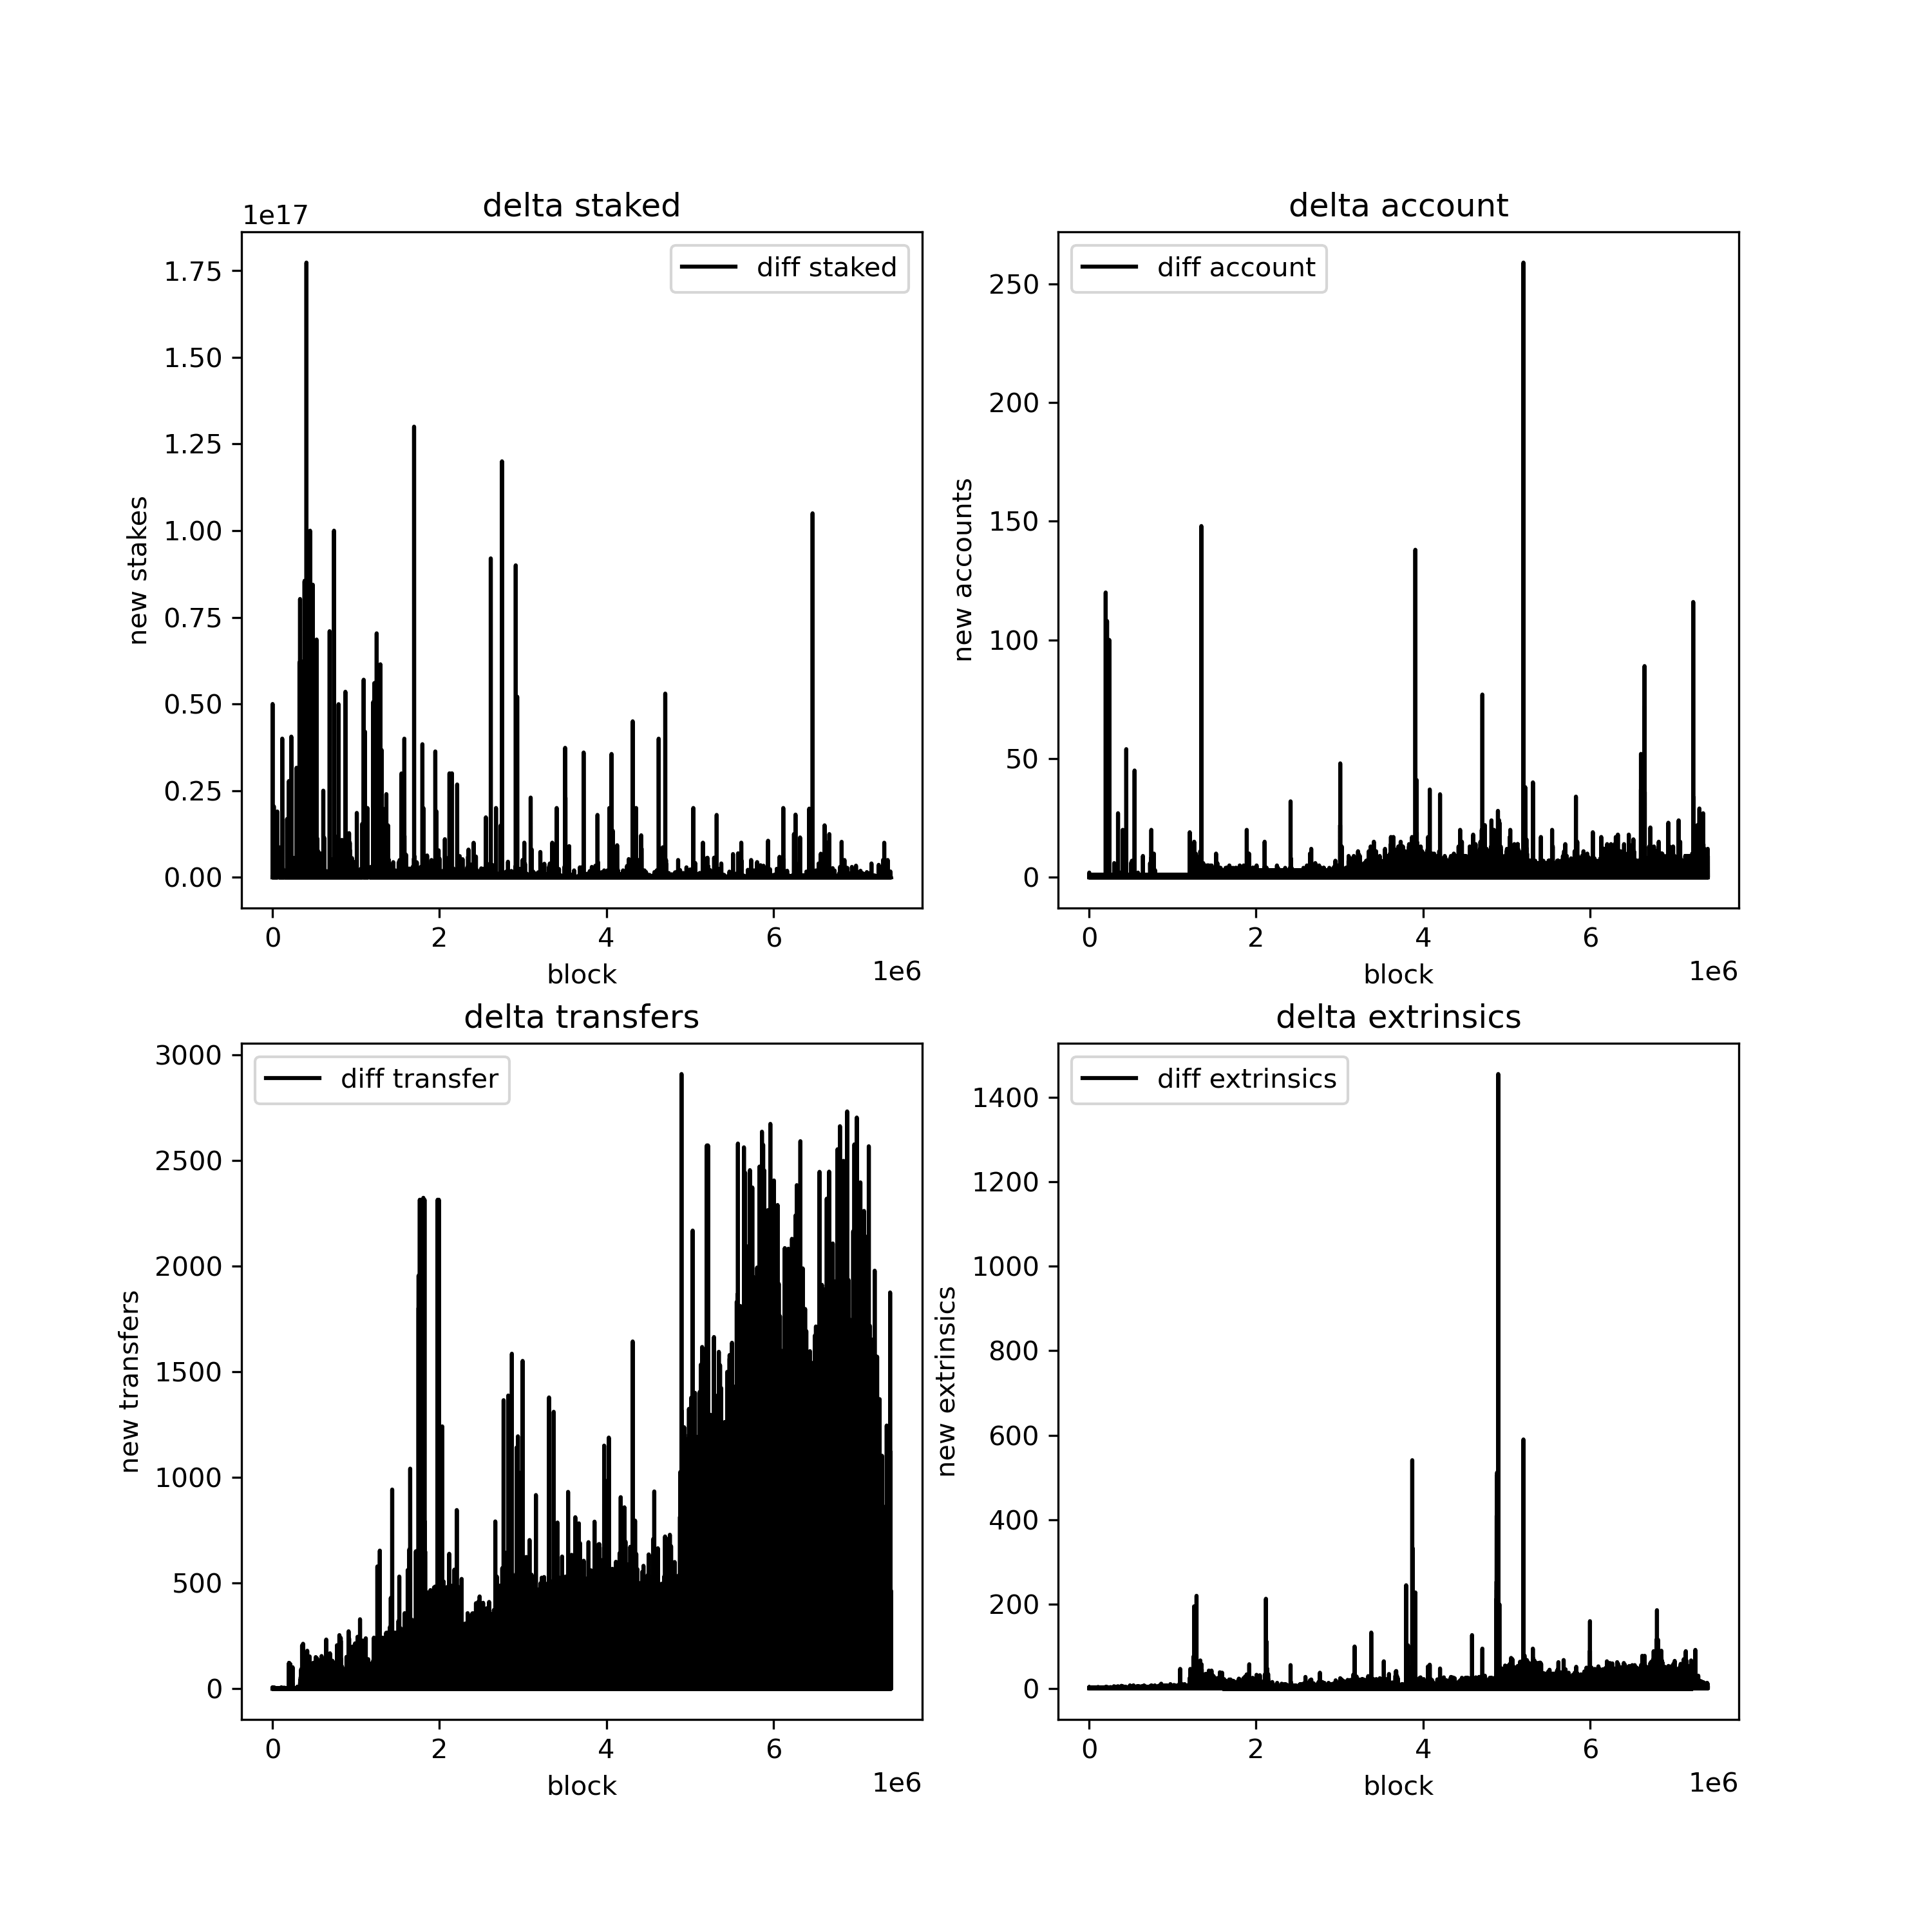 delta staked
1e17
diff staked
new stakes
1.75
1.50
1.25
1.00
0.75
0.50
0.25
0.00
0 2 4 6
1e6
block
delta account
diff account
new accounts
250
200
150
100
50
0
0 2 4 6
1e6
block
delta transfers
diff transfer
new transfers
3000
2500
2000
1500
1000
500
0
0 2 4 6
1e6
block
delta extrinsics
diff extrinsics
new extrinsics
1400
1200
1000
800
600
400
200
0
0 2 4 6
1e6
block